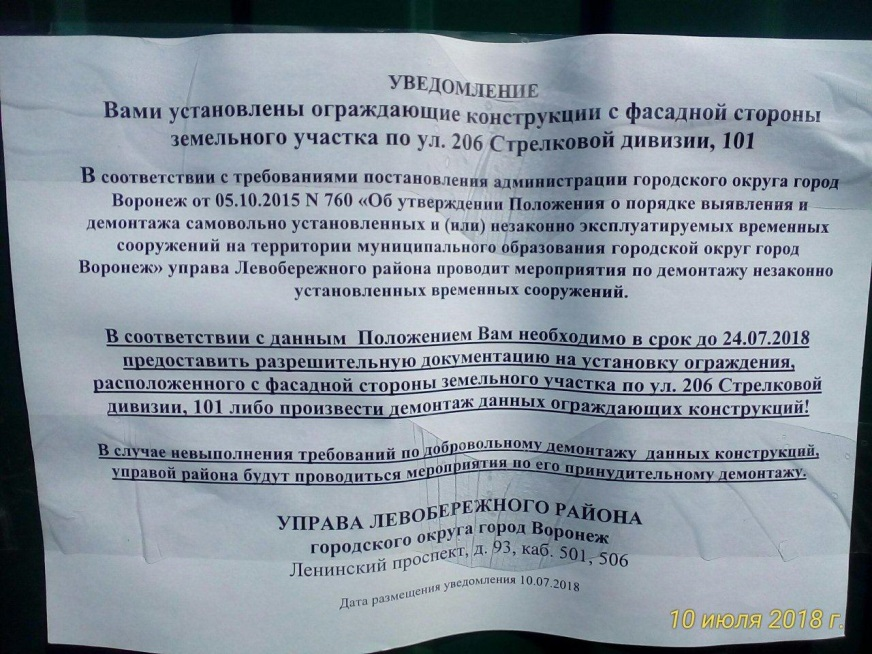 УВЕДОМЛЕНИЕ
Вами установлены ограждающие конструкции с фасадной стороны
земельного участка по ул. 206 Стрелковой дивизии, 101
В соответствии с требованиями постановления администрации городского округа город
Воронеж от 05.10.2015 N 760 «Об утверждении Положения о порядке выявления и
демонтажа самовольно установленных и (или) незаконно эксплуатируемых временных
сооружений на территории муниципального образования городской округ город
Воронеж» управа Левобережного района проводит мероприятия по демонтажу незаконно
установленных временных сооружений.
В соответствии с данным Положением Вам необходимо в срок до 24.07.2018
предоставить разрешительную документацию на установку ограждения,
расположенного с фасадной стороны земельного участка по ул. 206 Стрелковой
дивизии, 101 либо произвести демонтаж данных ограждающих конструкций!
В случае невыполнения требований по добровольному демонтажу данных конструкций,
управой района будут проводиться мероприятия по его принудительному демонтажу.
УПРАВА ЛЕВОБЕРЕЖНОГО РАЙОНА
городского округа город Воронеж
Ленинский проспект, д. 93, каб. 501, 506
Дата размещения уведомления 10.07.2018
10 июля 2018 г.